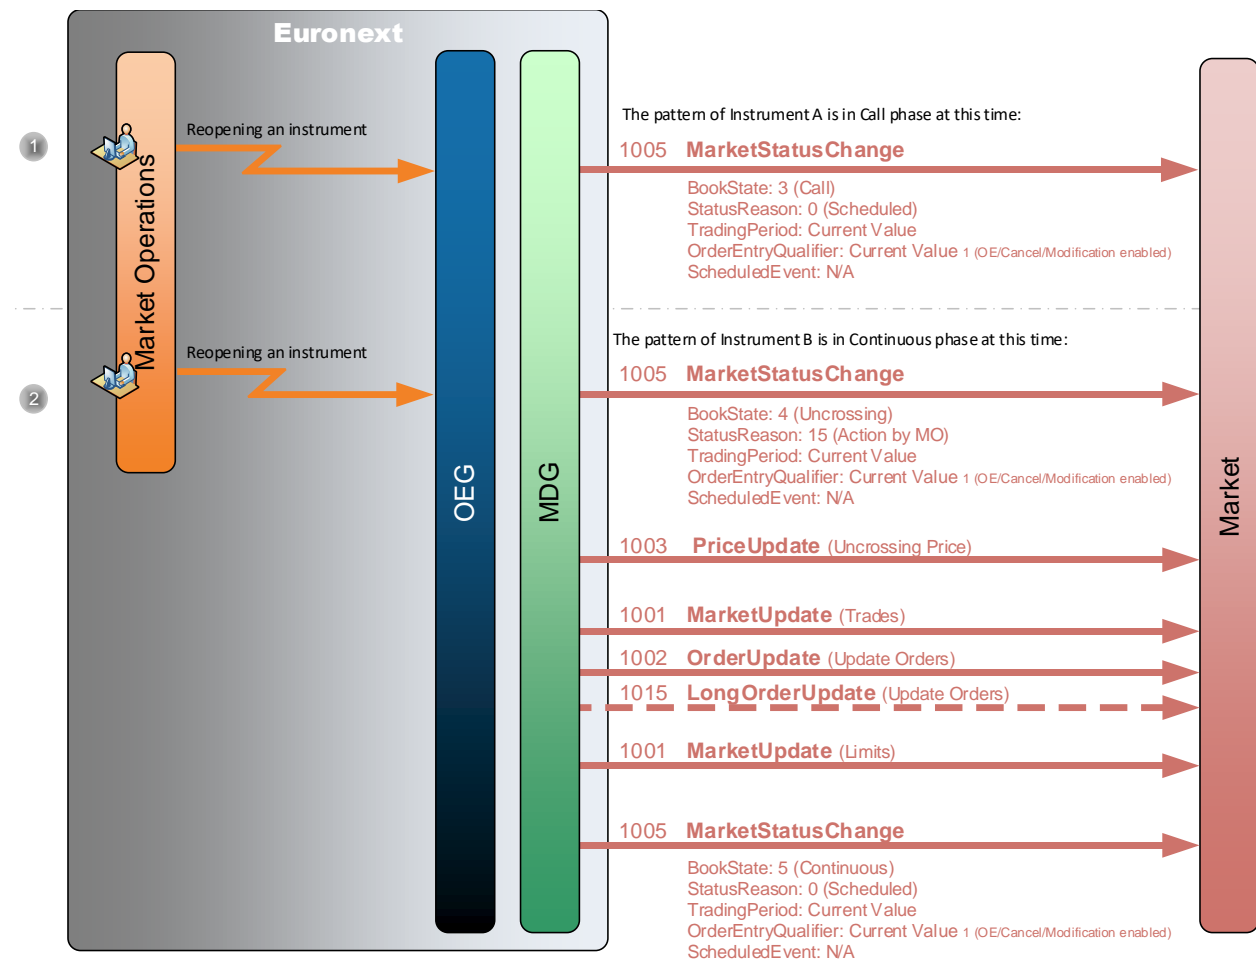 Euronext
Market Operations
OEG
MDG
Market
1
Reopening an instrument
The pattern of Instrument A is in Call phase at this time:
1005 MarketStatusChange
BookState: 3 (Call)
StatusReason: 0 (Scheduled)
TradingPeriod: Current Value
OrderEntryQualifier: Current Value 1 (OE/Cancel/Modification enabled)
ScheduledEvent: N/A
2
Reopening an instrument
The pattern of Instrument B is in Continuous phase at this time:
1005 MarketStatusChange
BookState: 4 (Uncrossing)
StatusReason: 15 (Action by MO)
TradingPeriod: Current Value
OrderEntryQualifier: Current Value 1 (OE/Cancel/Modification enabled)
ScheduledEvent: N/A
1003 PriceUpdate (Uncrossing Price)
1001 MarketUpdate (Trades)
1002 OrderUpdate (Update Orders)
1015 LongOrderUpdate (Update Orders)
1001 MarketUpdate (Limits)
1005 MarketStatusChange
BookState: 5 (Continuous)
StatusReason: 0 (Scheduled)
TradingPeriod: Current Value
OrderEntryQualifier: Current Value 1 (OE/Cancel/Modification enabled)
ScheduledEvent: N/A